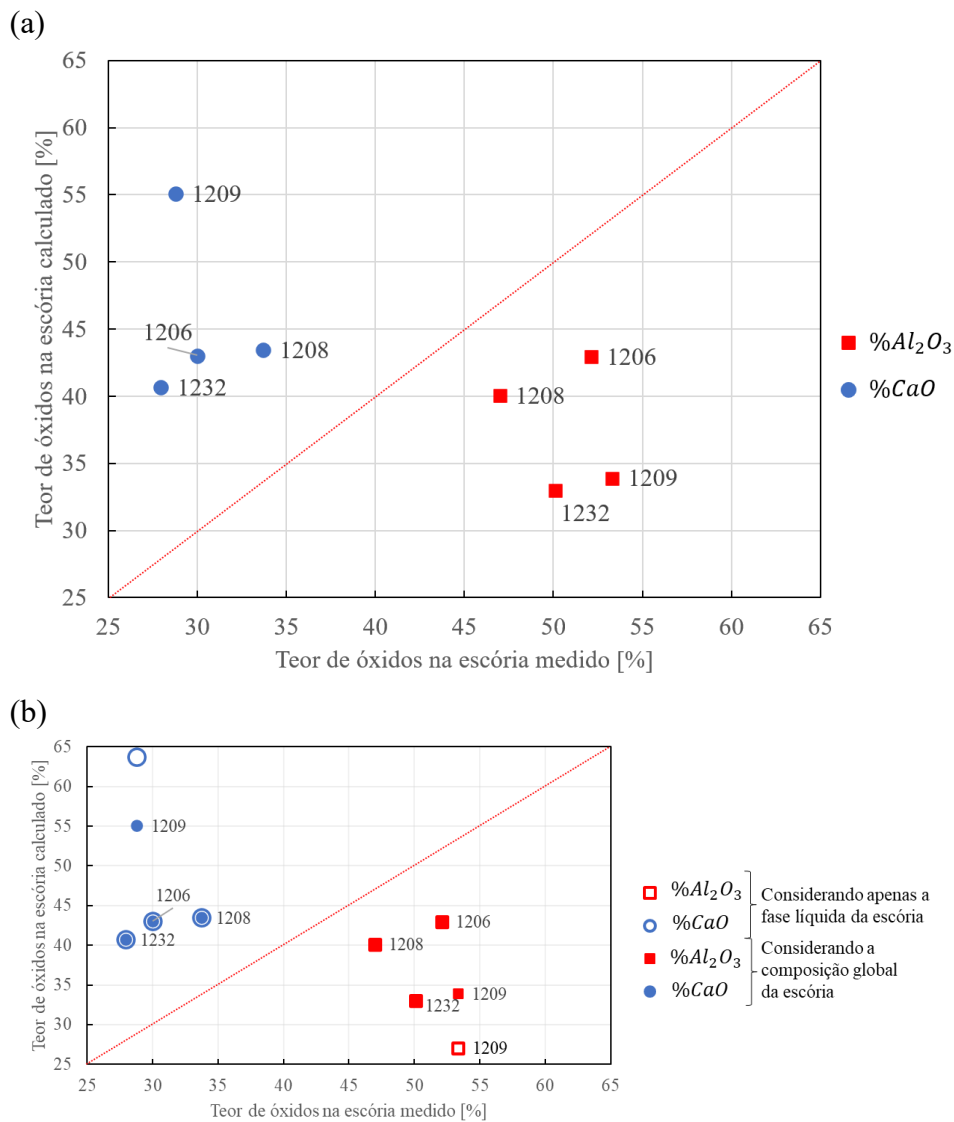 (a)
65
60
55
50
45
40
35
30
25
Teor de óxidos na escória calculado [%]
1209
1206
1208
1232
1206
1208
1209
1232
25 30 35 40 45 50 55 60 65
Teor de óxidos na escória medido [%]
%Al₂O₃
%CaO
(b)
65
60
55
50
45
40
35
30
25
Teor de óxidos na escória calculado [%]
1209
1206
1208
1232
1206
1208
1209
1232
1209
25 30 35 40 45 50 55 60 65
Teor de óxidos na escória medido [%]
%Al₂O₃
%CaO
Considerando apenas a
fase líquida da escória
%Al₂O₃
%CaO
Considerando a
composição global
da escória